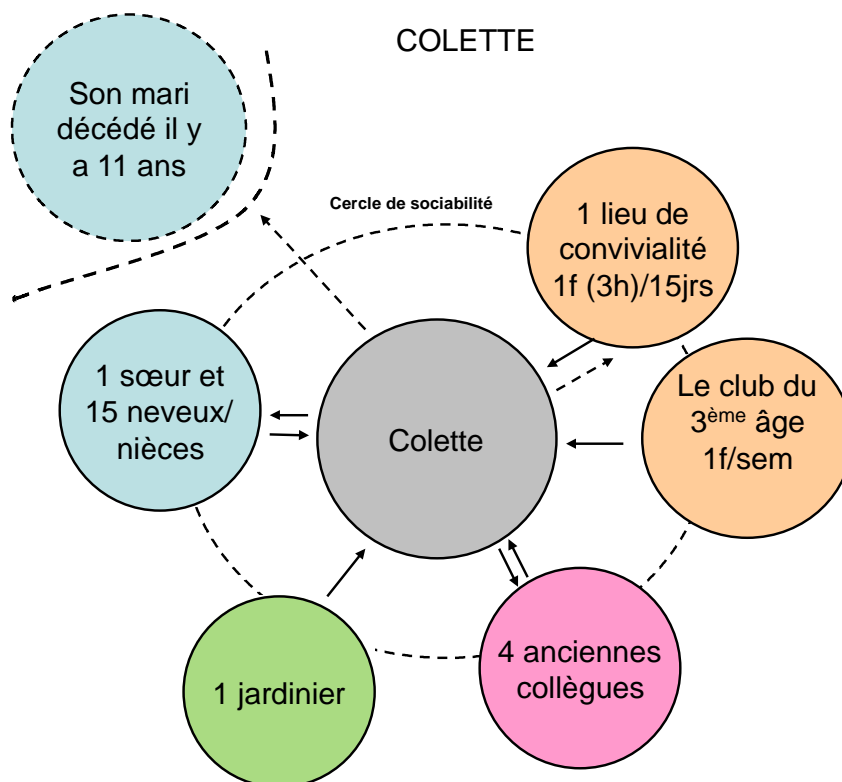 COLETTE
Son mari
décédé il y
a 11 ans
Cercle de sociabilité
1 lieu de
convivialité
1f (3h)/15jrs
1 sœur et
15 neveux/
nièces
Colette
Le club du
3ème âge
1f/sem
1 jardinier
4 anciennes
collègues